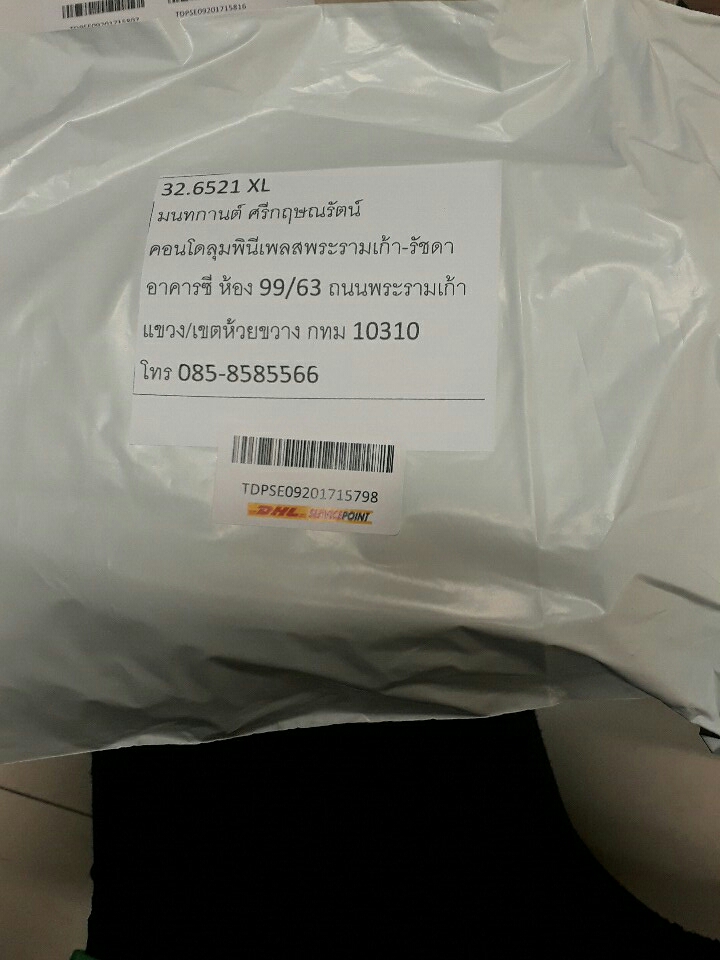 TDPSE09201715807
TDPSE09201715816
32.6521 XL
มนทกานต์ ศรีกฤษณรัตน์
คอนโดลุมพินีเพลสพระรามเก้า-รัชดา
อาคารซี ห้อง 99/63 ถนนพระรามเก้า
แขวง/เขตห้วยขวาง กทม 10310
โทร 085-8585566
TDPSE09201715798
DHL SERVICEPOINT